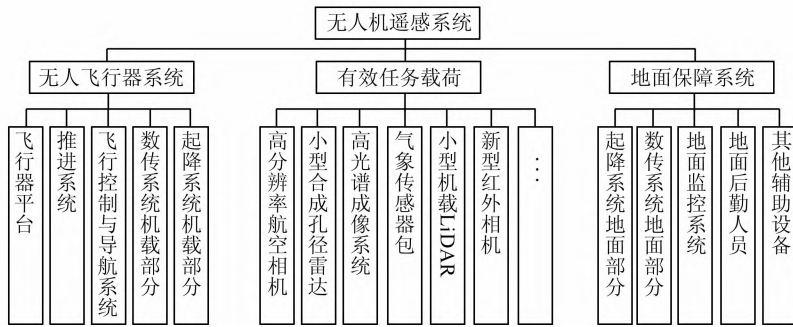 无人机遥感系统
无人飞行器系统
有效任务载荷
地面保障系统
飞行器平台
推进系统
飞行控制与导航系统
数传系统机载部分
起降系统机载部分
高分辨率航空相机
小型合成孔径雷达
高光谱成像系统
气象传感器包
小型机载LiDAR
新型红外相机
...
起降系统地面部分
数传系统地面部分
地面监控系统
地面后勤人员
其他辅助设备